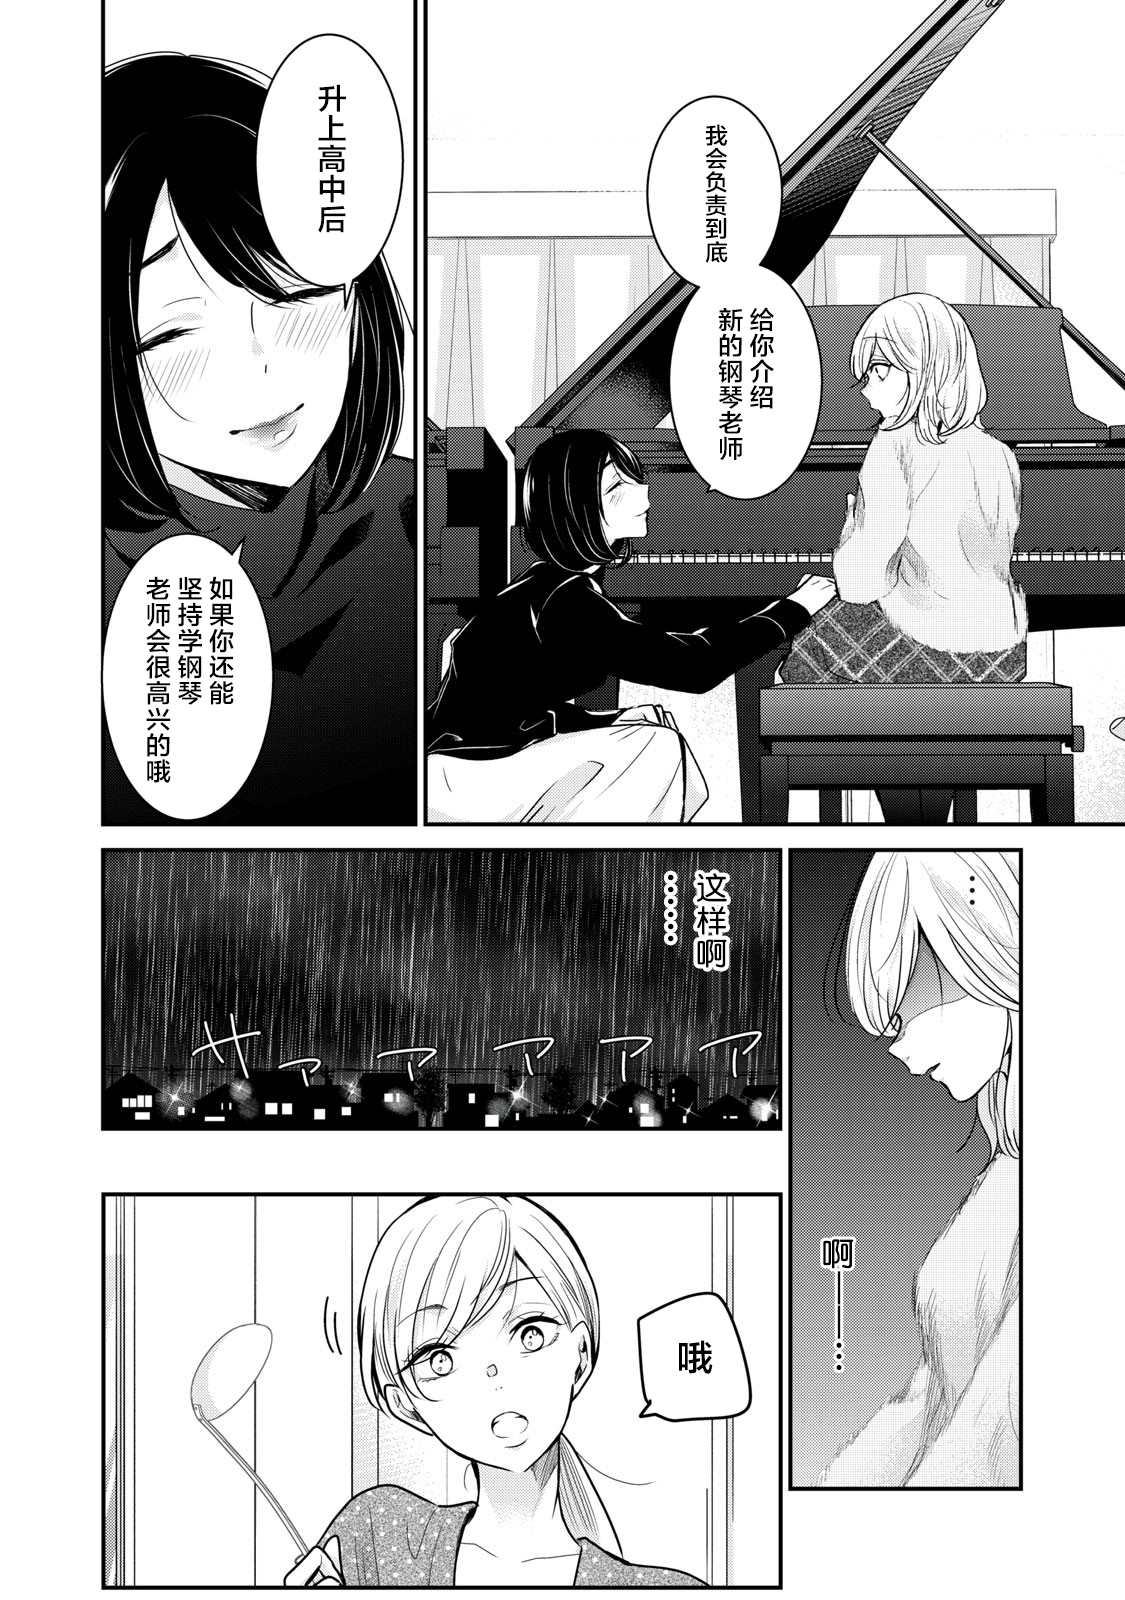 我会负责到底
给你介绍
新的钢琴老师
升上高中后
如果你还能
坚持学钢琴
老师会很高兴的哦
…
啊——…
这样啊
………
サァァァァァ
哦